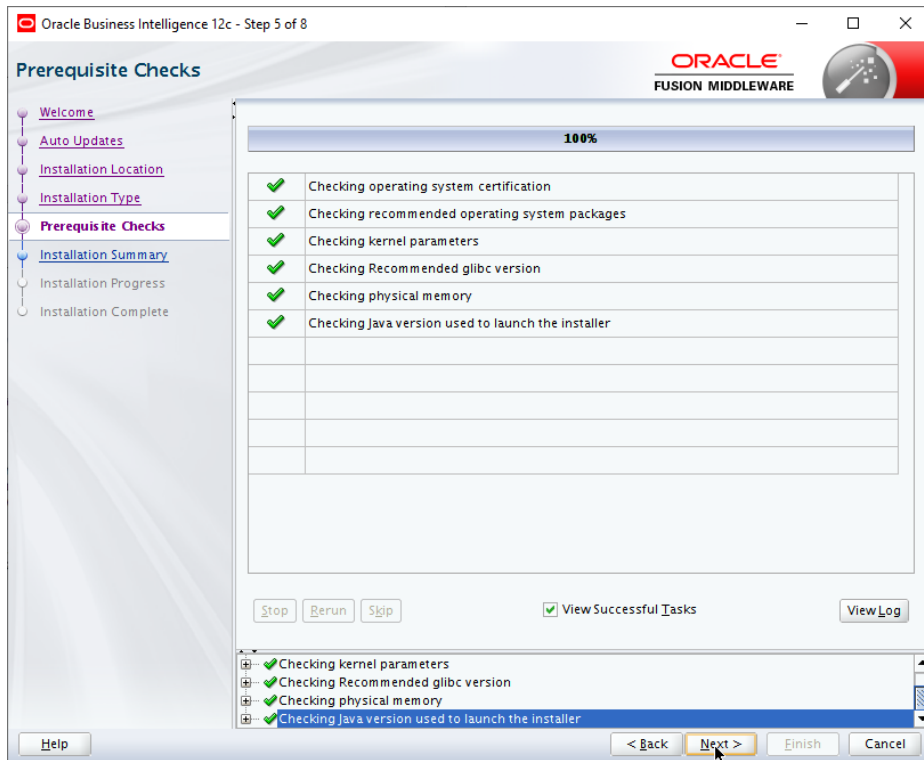 Oracle Business Intelligence 12c - Step 5 of 8
Prerequisite Checks
ORACLE
FUSION MIDDLEWARE
Welcome
Auto Updates
Installation Location
Installation Type
Prerequisite Checks
Installation Summary
Installation Progress
Installation Complete
100%
Checking operating system certification
Checking recommended operating system packages
Checking kernel parameters
Checking Recommended glibc version
Checking physical memory
Checking Java version used to launch the installer
Stop Rerun Skip View Successful Tasks View Log
Checking kernel parameters
Checking Recommended glibc version
Checking physical memory
Checking Java version used to launch the installer
Help < Back Next > Finish Cancel